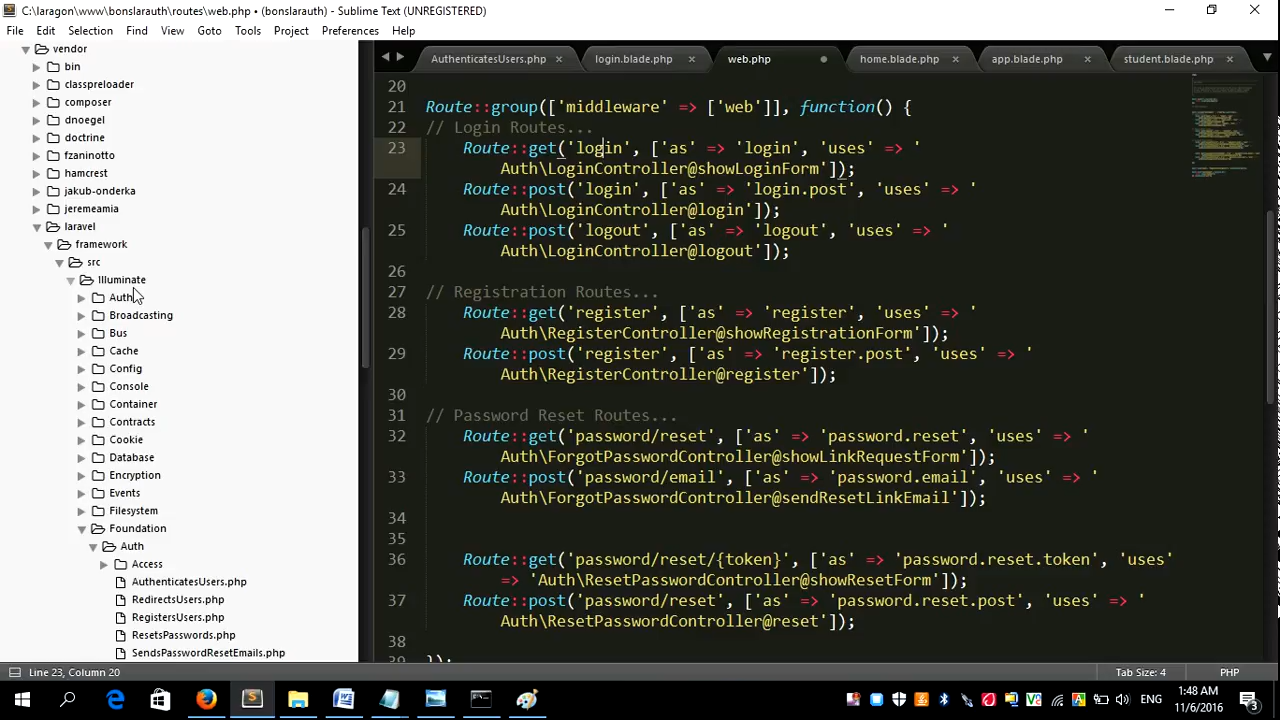 C:\laragon\www\bonslarauth\routes\web.php • (bonslarauth) - Sublime Text (UNREGISTERED)
File Edit Selection Find View Goto Tools Project Preferences Help
vendor
bin
classpreloader
composer
dnoegel
doctrine
fzaninotto
hamcrest
jakub-onderka
jeremeamia
laravel
framework
src
Illuminate
Auth
Broadcasting
Bus
Cache
Config
Console
Container
Contracts
Cookie
Database
Encryption
Events
Filesystem
Foundation
Auth
Access
AuthenticatesUsers.php
RedirectsUsers.php
RegistersUsers.php
ResetsPasswords.php
SendsPasswordResetEmails.php
AuthenticatesUsers.php × login.blade.php × web.php home.blade.php × app.blade.php × student.blade.php ×
20
21 Route::group(['middleware' => ['web']], function() {
22 // Login Routes...
23 Route::get('login', ['as' => 'login', 'uses' => '
Auth\LoginController@showLoginForm']);
24 Route::post('login', ['as' => 'login.post', 'uses' => '
Auth\LoginController@login']);
25 Route::post('logout', ['as' => 'logout', 'uses' => '
Auth\LoginController@logout']);
26
27 // Registration Routes...
28 Route::get('register', ['as' => 'register', 'uses' => '
Auth\RegisterController@showRegistrationForm']);
29 Route::post('register', ['as' => 'register.post', 'uses' => '
Auth\RegisterController@register']);
30
31 // Password Reset Routes...
32 Route::get('password/reset', ['as' => 'password.reset', 'uses' => '
Auth\ForgotPasswordController@showLinkRequestForm']);
33 Route::post('password/email', ['as' => 'password.email', 'uses' => '
Auth\ForgotPasswordController@sendResetLinkEmail']);
34
35
36 Route::get('password/reset/{token}', ['as' => 'password.reset.token', 'uses'
=> 'Auth\ResetPasswordController@showResetForm']);
37 Route::post('password/reset', ['as' => 'password.reset.post', 'uses' => '
Auth\ResetPasswordController@reset']);
38
39 });
Line 23, Column 20 Tab Size: 4 PHP
ENG 1:48 AM
11/6/2016